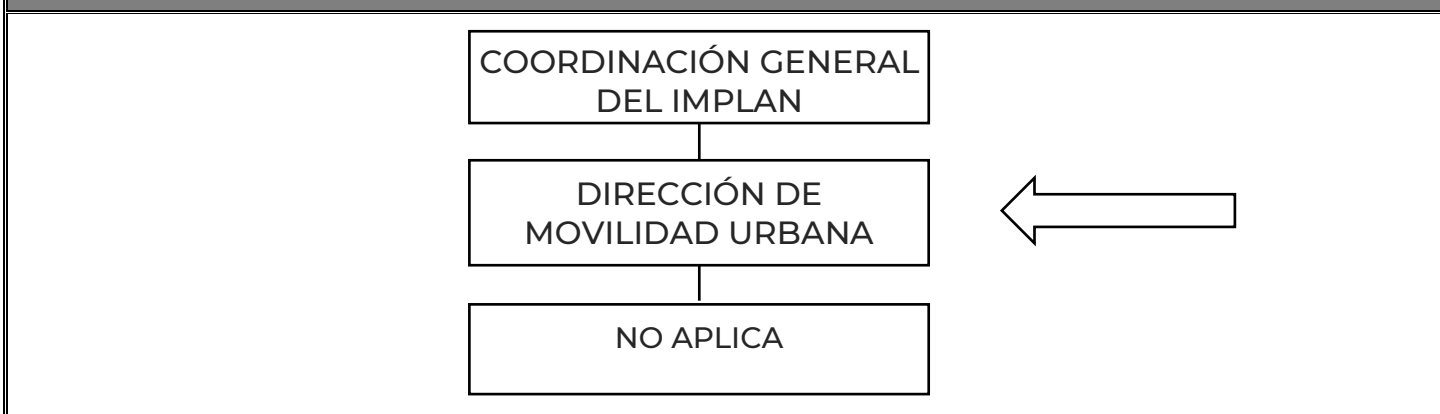 COORDINACIÓN GENERAL
DEL IMPLAN
DIRECCIÓN DE
MOVILIDAD URBANA
NO APLICA